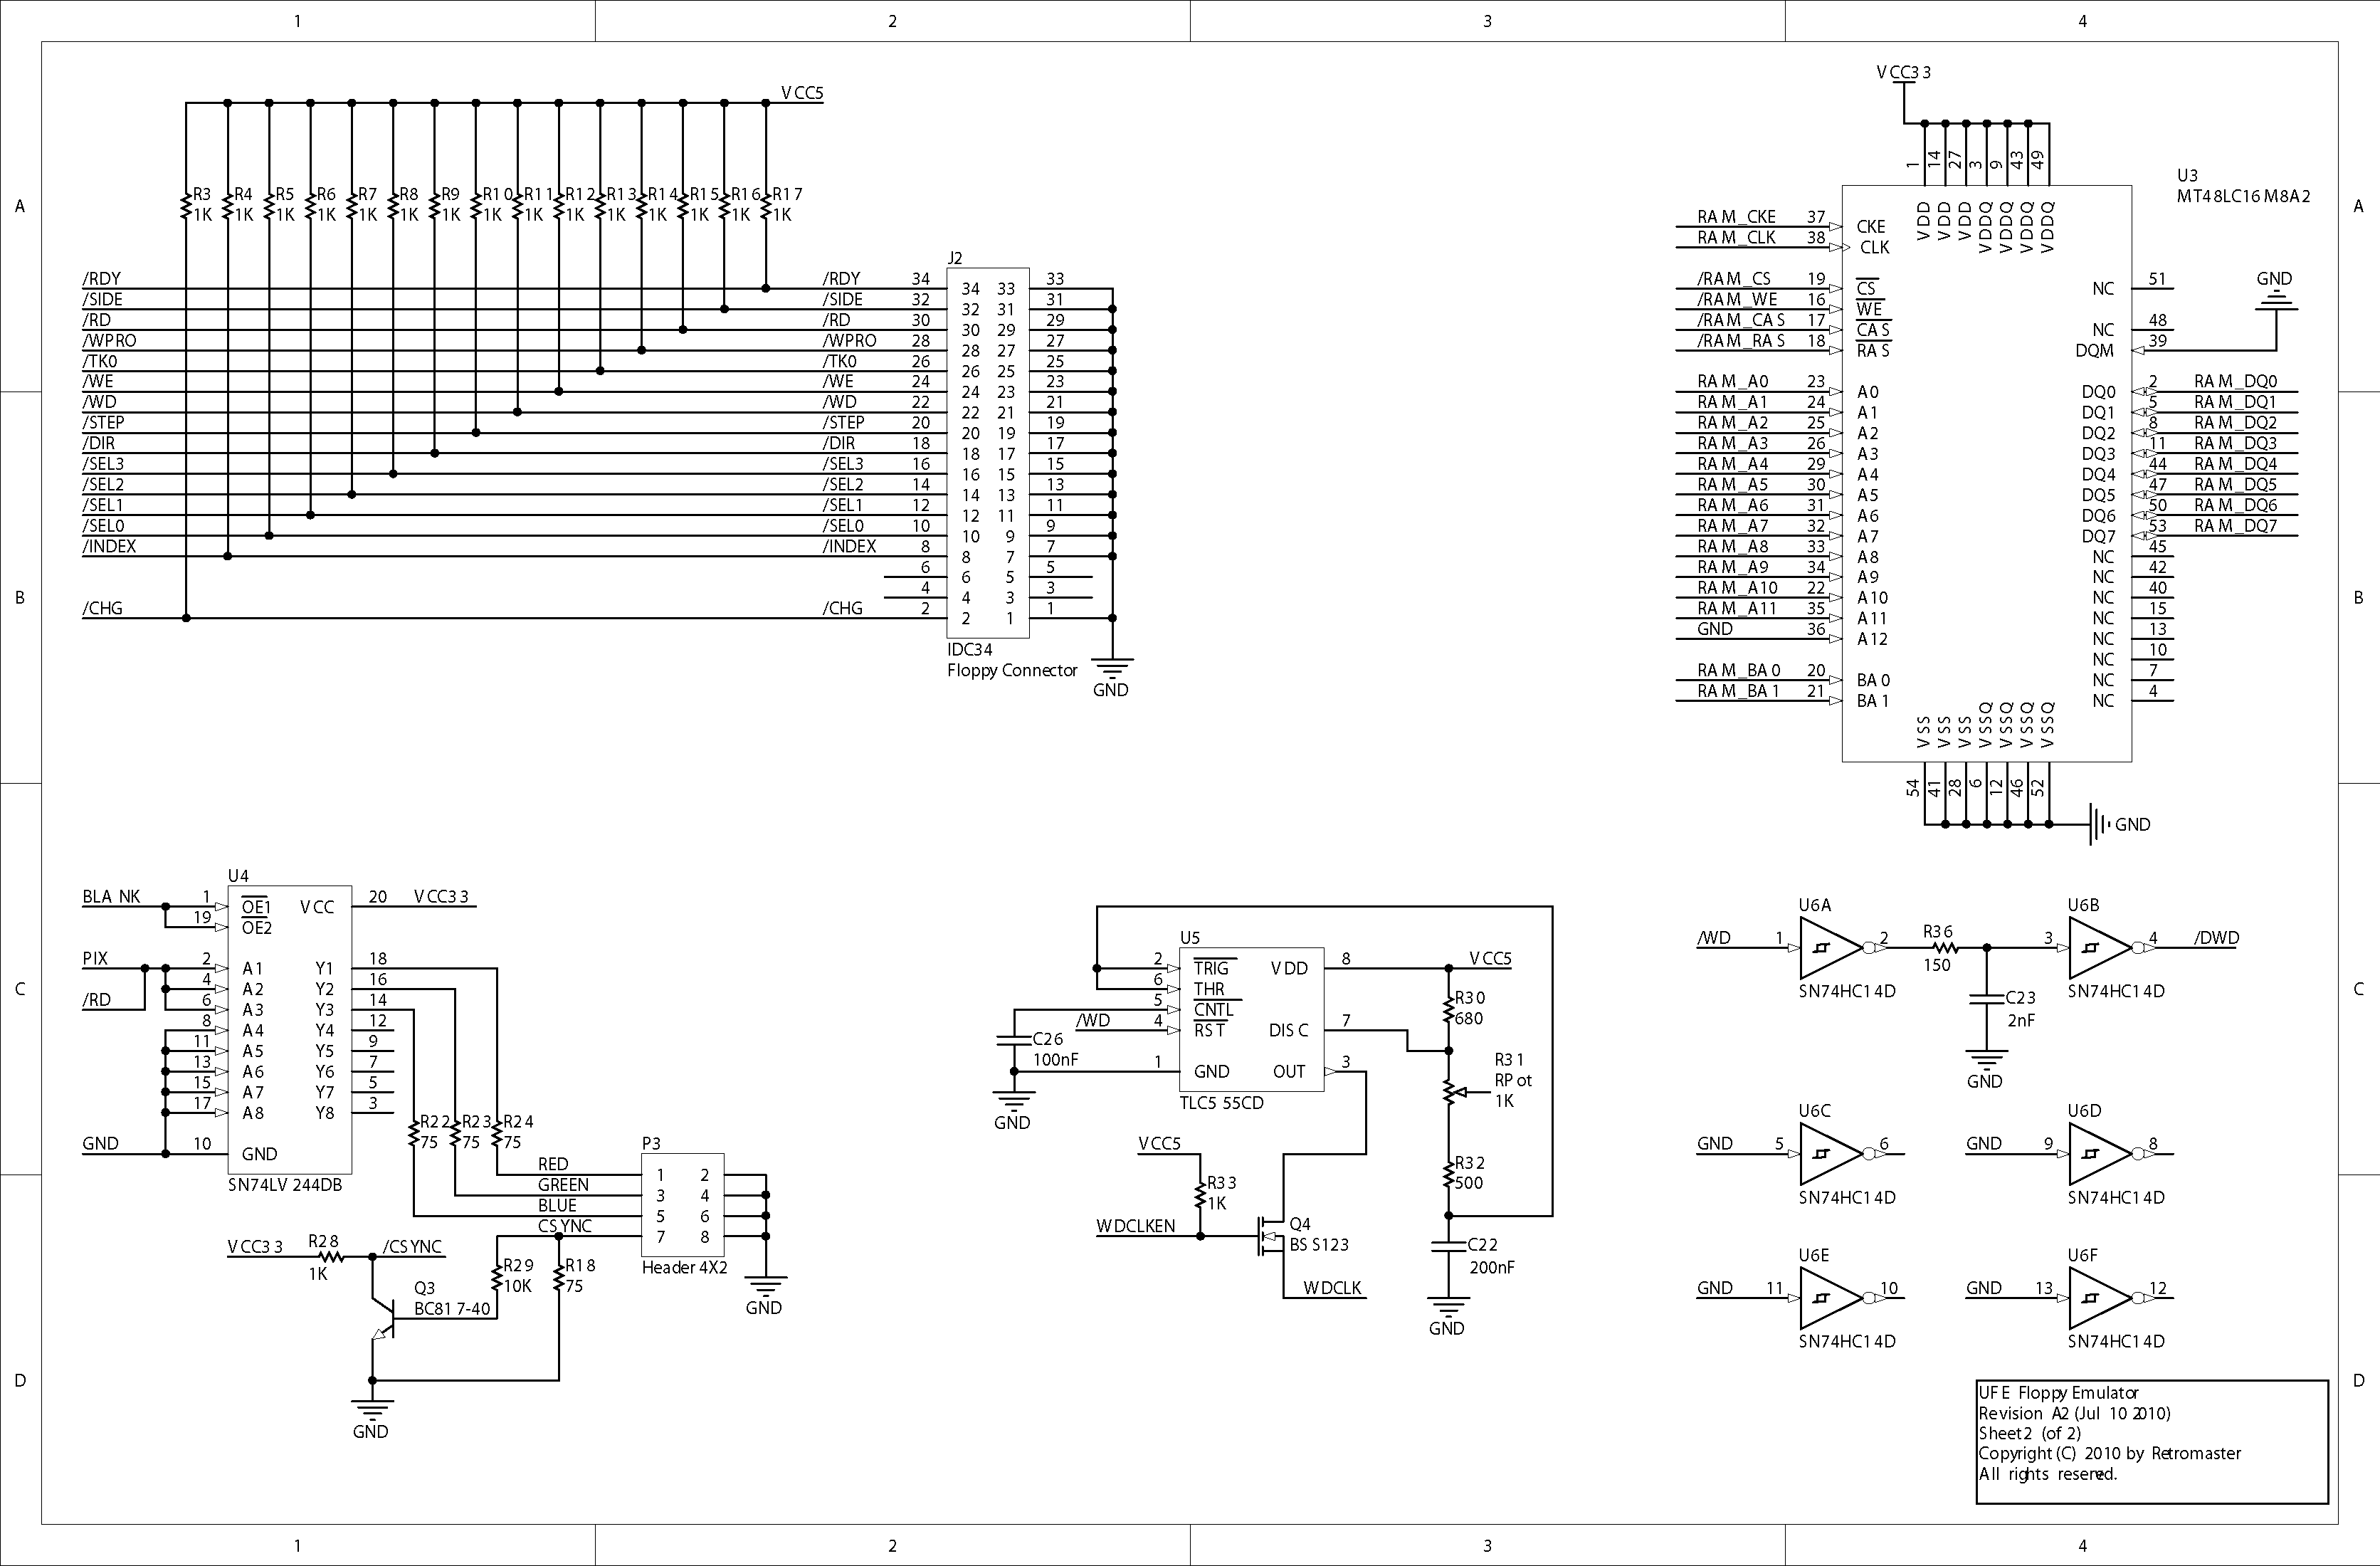 1 2 3 4
A A
B B
C C
D D
VCC5
R3 R4 R5 R6 R7 R8 R9 R10 R11 R12 R13 R14 R15 R16 R17
1K 1K 1K 1K 1K 1K 1K 1K 1K 1K 1K 1K 1K 1K 1K
J2
/RDY /RDY 34 34 33 33
/SIDE /SIDE 32 32 31 31
/RD /RD 30 30 29 29
/WPRO /WPRO 28 28 27 27
/TK0 /TK0 26 26 25 25
/WE /WE 24 24 23 23
/WD /WD 22 22 21 21
/STEP /STEP 20 20 19 19
/DIR /DIR 18 18 17 17
/SEL3 /SEL3 16 16 15 15
/SEL2 /SEL2 14 14 13 13
/SEL1 /SEL1 12 12 11 11
/SEL0 /SEL0 10 10 9 9
/INDEX /INDEX 8 8 7 7
6 6 5 5
4 4 3 3
/CHG /CHG 2 2 1 1
IDC34
Floppy Connector
GND
VCC33
1 14 27 3 9 43 49
U3
MT48LC16M8A2
VDD VDD VDD VDDQ VDDQ VDDQ VDDQ
RAM_CKE 37 CKE
RAM_CLK 38 CLK
/RAM_CS 19 CS NC 51
GND
/RAM_WE 16 WE
/RAM_CAS 17 CAS NC 48
/RAM_RAS 18 RAS DQM 39
RAM_A0 23 A0 DQ0 2 RAM_DQ0
RAM_A1 24 A1 DQ1 5 RAM_DQ1
RAM_A2 25 A2 DQ2 8 RAM_DQ2
RAM_A3 26 A3 DQ3 11 RAM_DQ3
RAM_A4 29 A4 DQ4 44 RAM_DQ4
RAM_A5 30 A5 DQ5 47 RAM_DQ5
RAM_A6 31 A6 DQ6 50 RAM_DQ6
RAM_A7 32 A7 DQ7 53 RAM_DQ7
RAM_A8 33 A8 NC 45
RAM_A9 34 A9 NC 42
RAM_A10 22 A10 NC 40
RAM_A11 35 A11 NC 15
GND 36 A12 NC 13
NC 10
RAM_BA0 20 BA0 NC 7
RAM_BA1 21 BA1 NC 4
VSS VSS VSS VSSQ VSSQ VSSQ VSSQ
54 41 28 6 12 46 52
GND
U4
BLANK 1 OE1 VCC 20 VCC33
19 OE2
PIX 2 A1 Y1 18
4 A2 Y2 16
/RD 6 A3 Y3 14
8 A4 Y4 12
11 A5 Y5 9
13 A6 Y6 7
15 A7 Y7 5
17 A8 Y8 3
GND 10 GND
SN74LV244DB
R22 R23 R24
75 75 75
P3
RED 1 2
GREEN 3 4
BLUE 5 6
CSYNC 7 8
Header 4X2
GND
VCC33 R28 /CSYNC
1K
R29
10K
R18
75
Q3
BC817-40
GND
U5
2 TRIG VDD 8 VCC5
6 THR
5 CNTL
/WD 4 RST DISC 7
1 GND OUT 3
TLC555CD
C26
100nF
GND
R30
680
R31
RPot
1K
R32
500
C22
200nF
GND
VCC5
R33
1K
WDCLKEN
Q4
BSS123
WDCLK
U6A
/WD 1 2
SN74HC14D
R36
150
C23
2nF
GND
U6B
3 4 /DWD
SN74HC14D
U6C
GND 5 6
SN74HC14D
U6D
GND 9 8
SN74HC14D
U6E
GND 11 10
SN74HC14D
U6F
GND 13 12
SN74HC14D
UFE Floppy Emulator
Revision A2 (Jul 10 2010)
Sheet 2 (of 2)
Copyright (C) 2010 by Retromaster
All rights reserved.
1 2 3 4